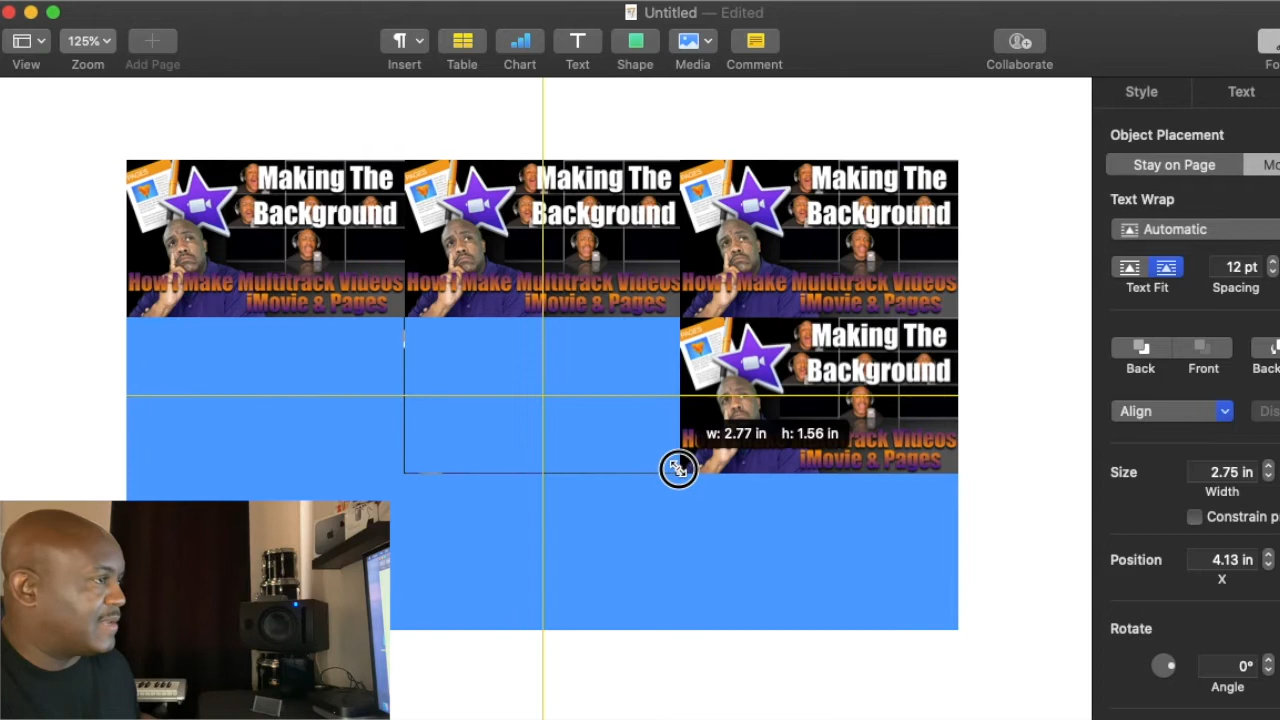 Untitled — Edited
125%
View
Zoom
Add Page
Insert
Table
Chart
Text
Shape
Media
Comment
Collaborate
Style
Text
Object Placement
Stay on Page
Text Wrap
Automatic
12 pt
Text Fit
Spacing
Back
Front
Align
Size
2.75 in
Width
Constrain
Position
4.13 in
X
Rotate
0°
Angle
PAGES
Making The
Background
How I Make Multitrack Videos
iMovie & Pages
Making The
Background
How I Make Multitrack Videos
iMovie & Pages
Making The
Background
How I Make Multitrack Videos
iMovie & Pages
Making The
Background
w: 2.77 in h: 1.56 in
track Videos
iMovie & Pages